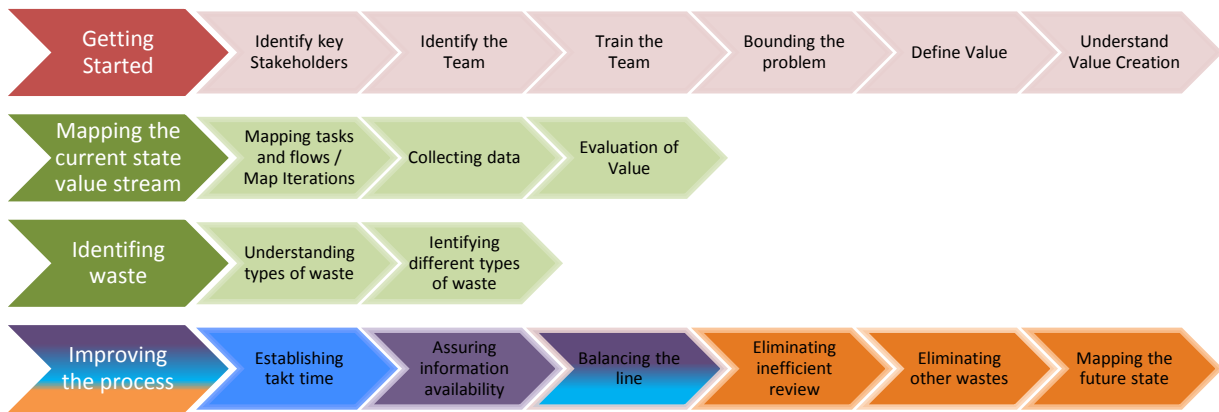 Getting
Started
Identify key
Stakeholders
Identify the
Team
Train the
Team
Bounding the
problem
Define Value
Understand
Value Creation
Mapping the
current state
value stream
Mapping tasks
and flows /
Map Iterations
Collecting data
Evaluation of
Value
Identifing
waste
Understanding
types of waste
Ientifying
different types
of waste
Improving
the process
Establishing
takt time
Assuring
information
availability
Balancing the
line
Eliminating
inefficient
review
Eliminating
other wastes
Mapping the
future state